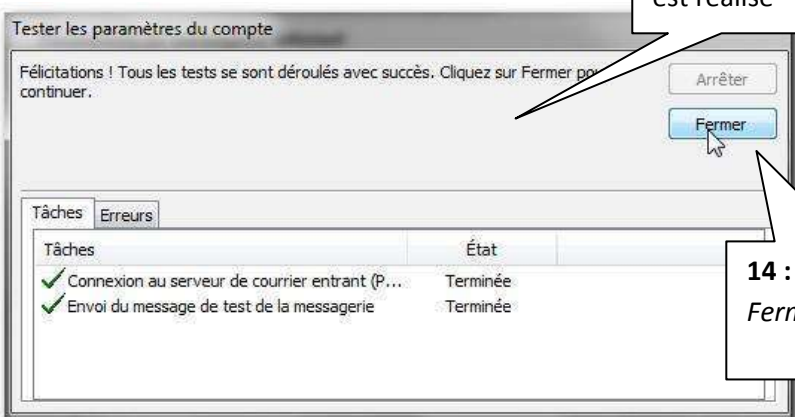 est réalisé
Tester les paramètres du compte
Félicitations ! Tous les tests se sont déroulés avec succès. Cliquez sur Fermer
continuer.
Arrêter
Fermer
Tâches Erreurs
Tâches État
Connexion au serveur de courrier entrant (P... Terminée
Envoi du message de test de la messagerie Terminée
14 :